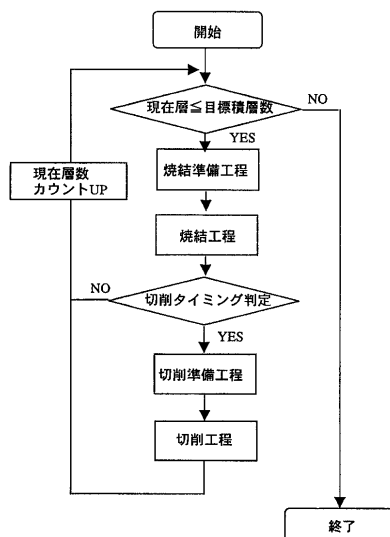 開始
現在層≦目標積層数
NO
YES
現在層数
カウントUP
焼結準備工程
焼結工程
NO
切削タイミング判定
YES
切削準備工程
切削工程
終了